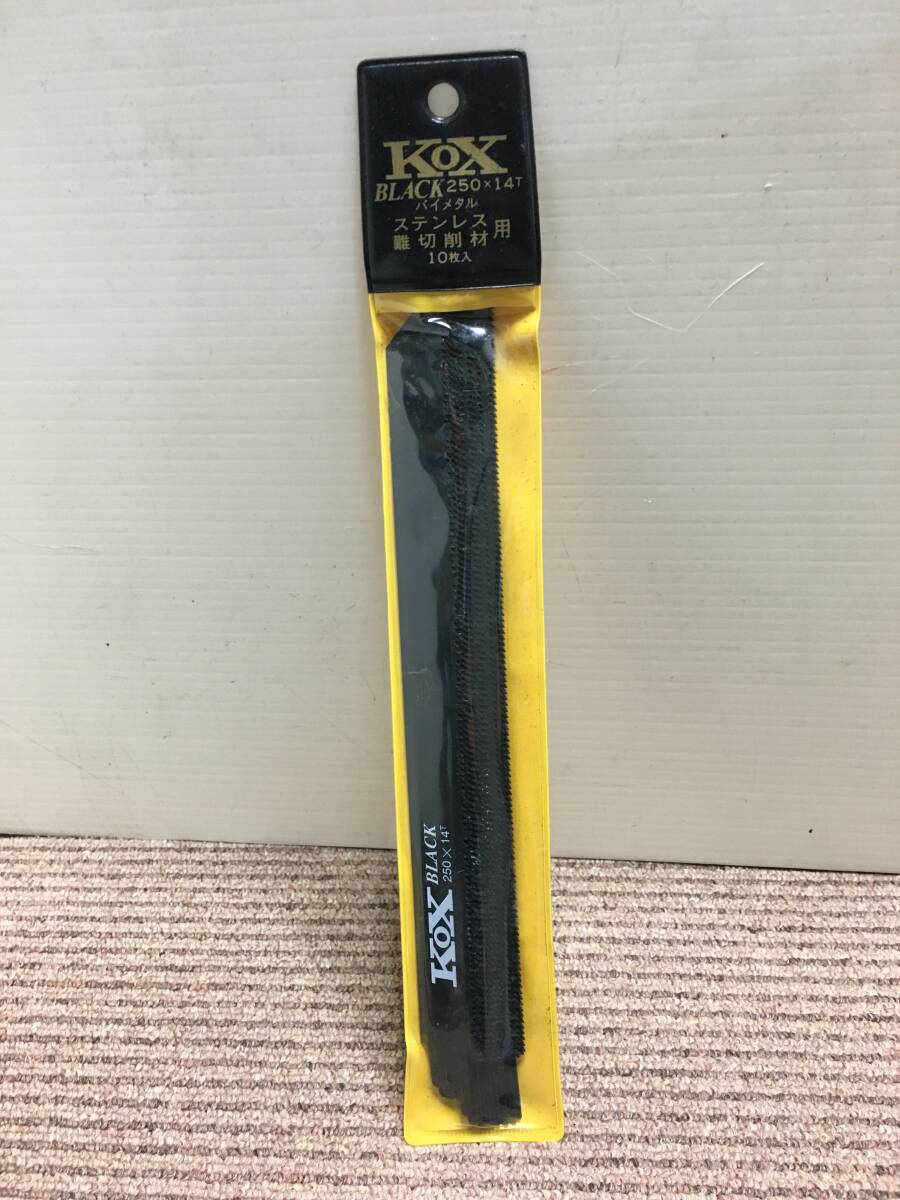 KOX
BLACK 250×14T
バイメタル
ステンレス
難切削材用
10枚入
KOX BLACK
250×14T